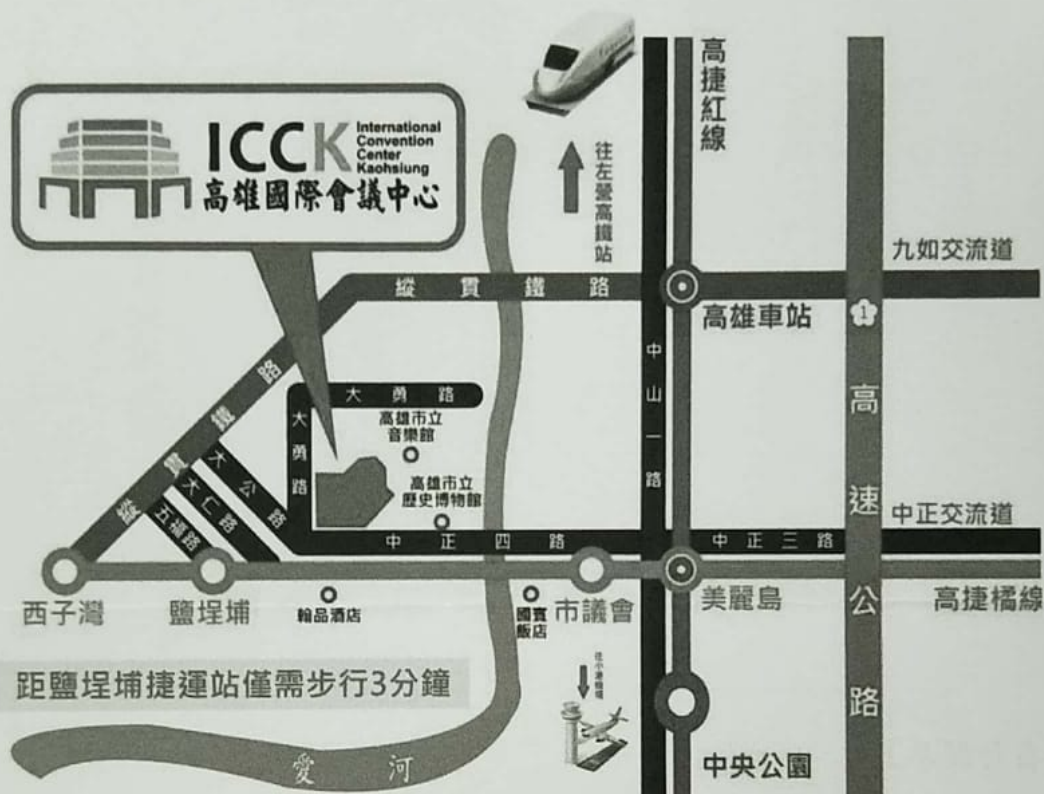 ICCK
International
Convention
Center
Kaohsiung
高雄國際會議中心
往左營高鐵站
高捷紅線
九如交流道
縱貫鐵路
高雄車站
1
中山一路
高速公路
縱貫鐵路
大勇路
大勇路
高雄市立
音樂館
高雄市立
歷史博物館
大公路
大仁路
五福路
中正四路
中正三路
中正交流道
西子灣
鹽埕埔
翰品酒店
國賓
飯店
市議會
美麗島
高捷橘線
距鹽埕埔捷運站僅需步行3分鐘
往小港機場
愛河
中央公園